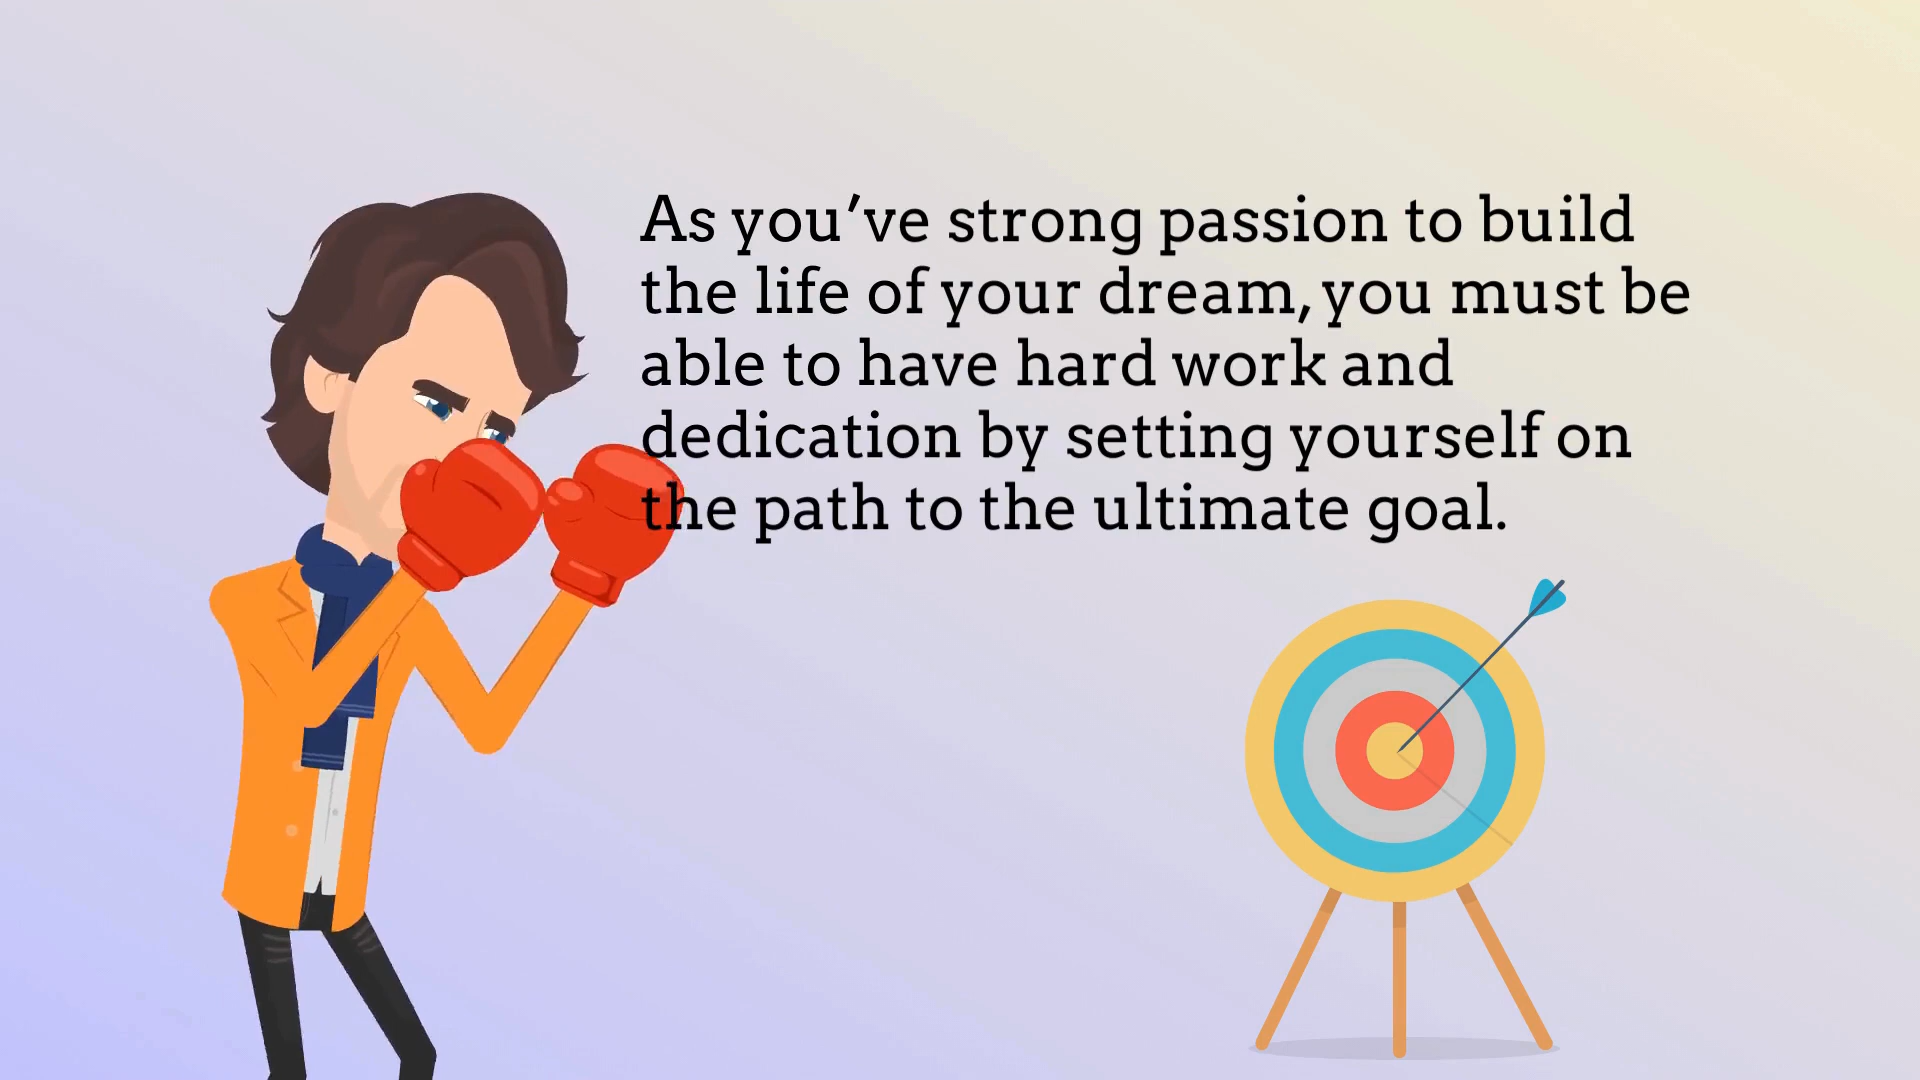 As you’ve strong passion to build
the life of your dream, you must be
able to have hard work and
dedication by setting yourself on
the path to the ultimate goal.